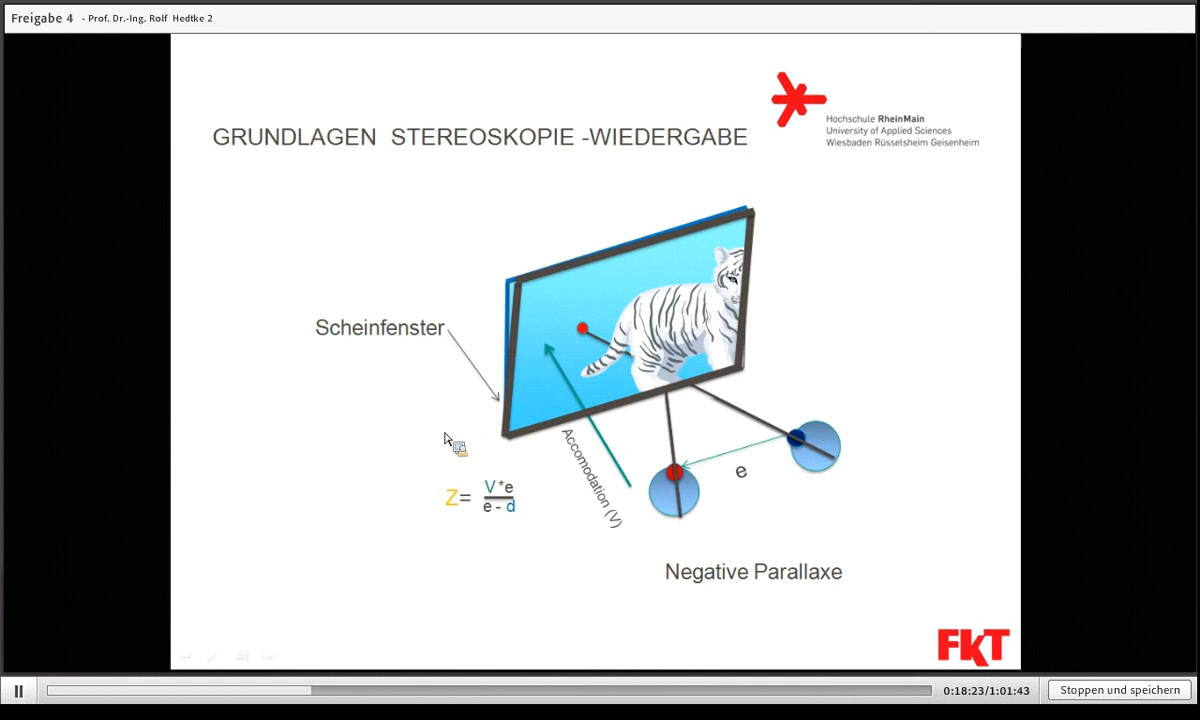 Freigabe 4 - Prof. Dr.-Ing. Rolf Hedtke 2
GRUNDLAGEN STEREOSKOPIE -WIEDERGABE
Hochschule RheinMain
University of Applied Sciences
Wiesbaden Rüsselsheim Geisenheim
Scheinfenster
Accomodation (V)
e
Z= V*e
e - d
Negative Parallaxe
FKT
0:18:23/1:01:43
Stoppen und speichern